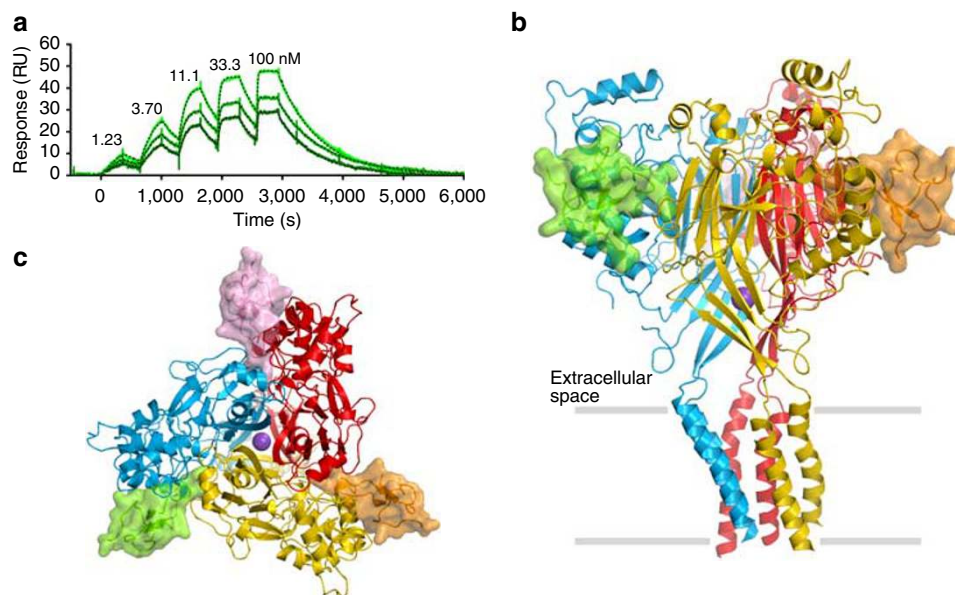 a
60
50
40
30
20
10
0
Response (RU)
1.23
3.70
11.1
33.3
100 nM
0
1,000
2,000
3,000
4,000
5,000
6,000
Time (s)
b
Extracellular
space
c